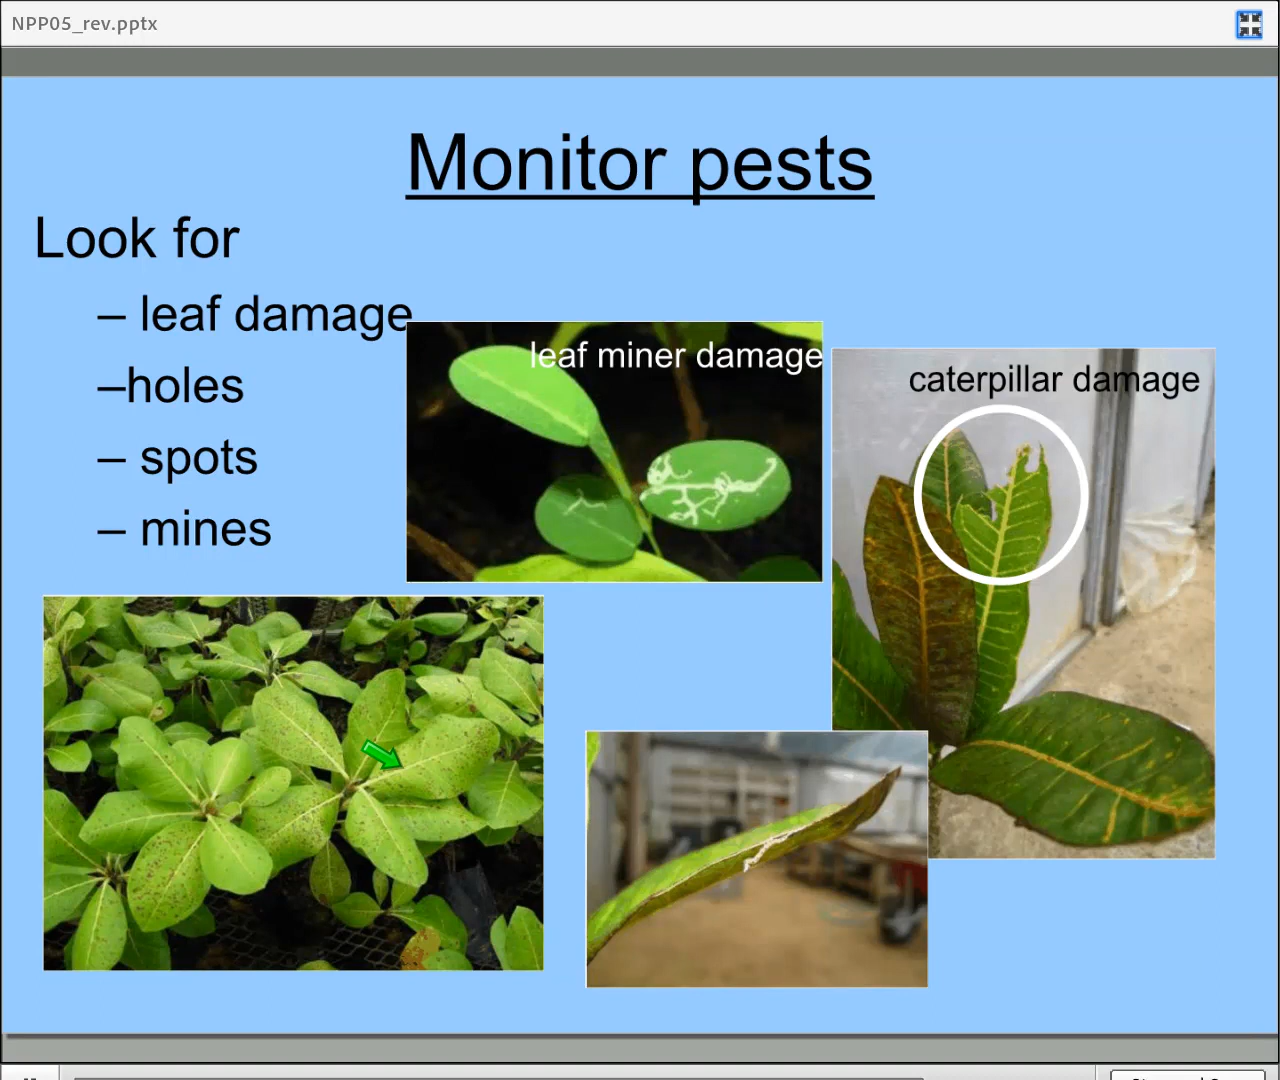 NPP05_rev.pptx
Monitor pests
Look for
– leaf damage
–holes
– spots
– mines
leaf miner damage
caterpillar damage